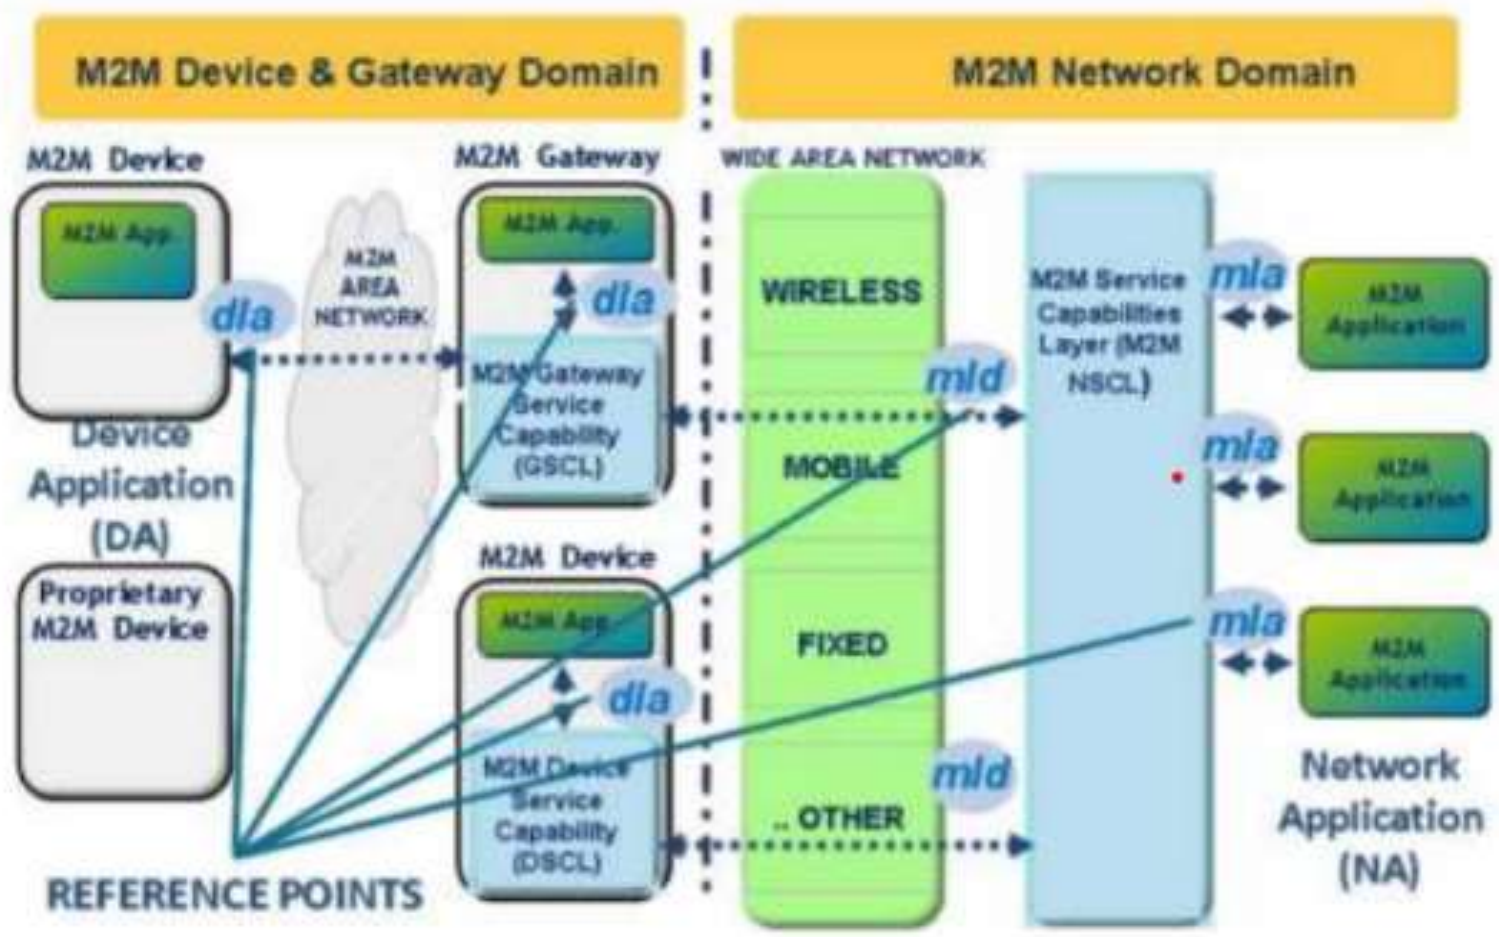 M2M Device & Gateway Domain
M2M Network Domain
M2M Device
M2M App.
dIa
Device
Application
(DA)
Proprietary
M2M Device
M2M
AREA
NETWORK
M2M Gateway
M2M App.
dIa
M2M Gateway
Service
Capability
(GSCL)
M2M Device
M2M App.
dIa
M2M Device
Service
Capability
(DSCL)
REFERENCE POINTS
WIDE AREA NETWORK
WIRELESS
MOBILE
FIXED
.. OTHER
mId
mId
M2M Service
Capabilities
Layer (M2M
NSCL)
mIa
M2M
Application
mIa
M2M
Application
mIa
M2M
Application
Network
Application
(NA)